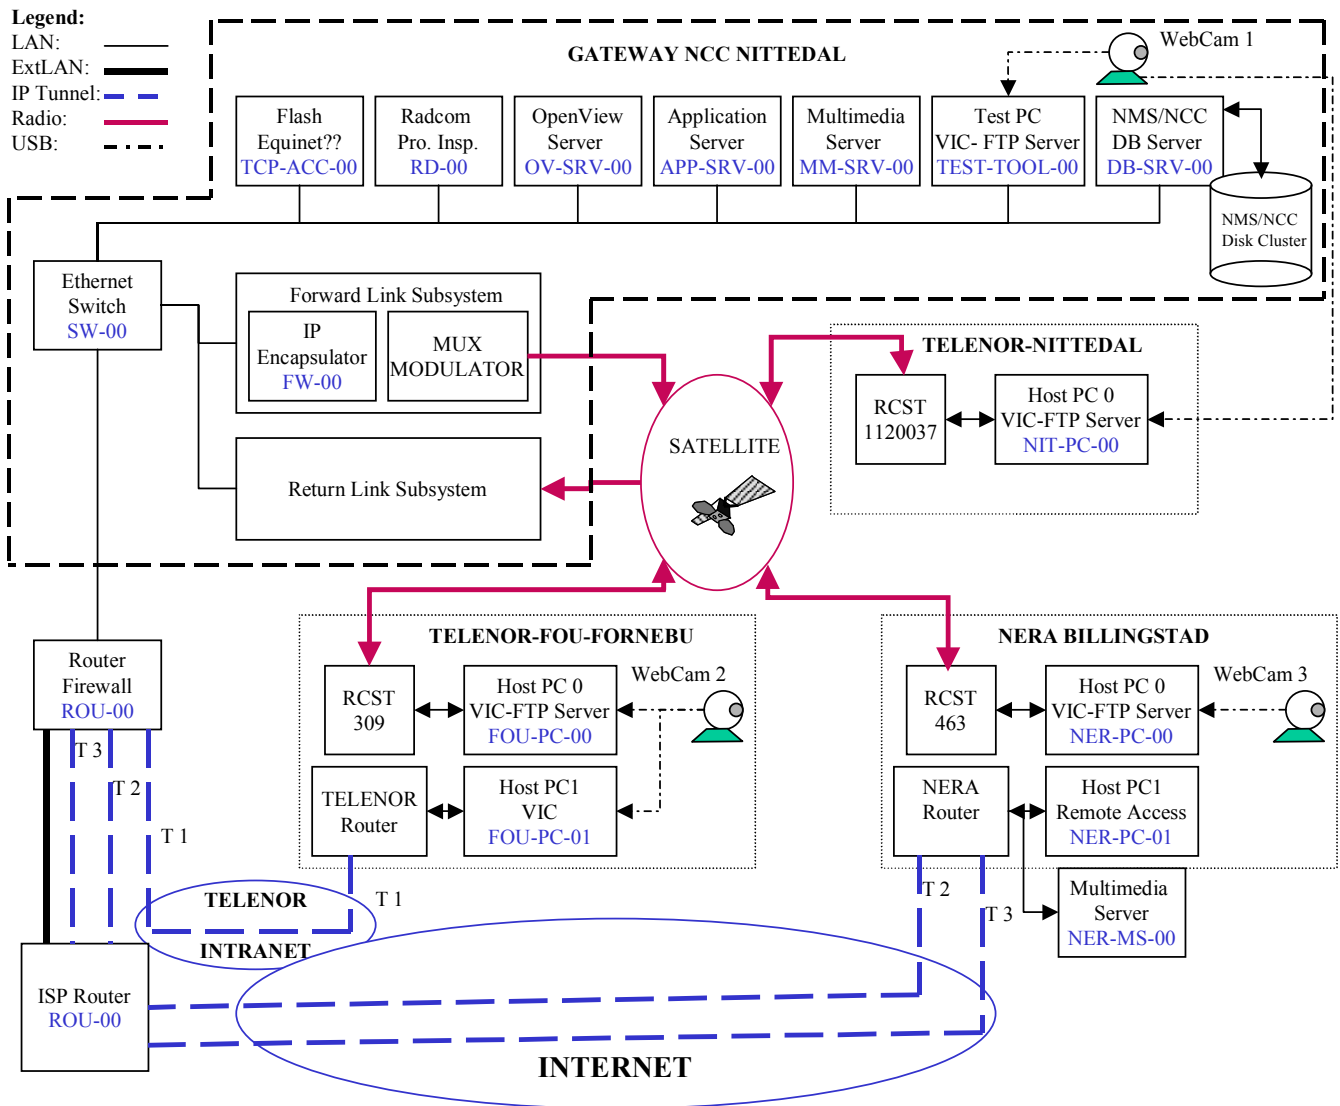 Legend:
LAN:
ExtLAN:
IP Tunnel:
Radio:
USB:
GATEWAY NCC NITTEDAL
WebCam 1
Flash
Equinet??
TCP-ACC-00
Radcom
Pro. Insp.
RD-00
OpenView
Server
OV-SRV-00
Application
Server
APP-SRV-00
Multimedia
Server
MM-SRV-00
Test PC
VIC- FTP Server
TEST-TOOL-00
NMS/NCC
DB Server
DB-SRV-00
NMS/NCC
Disk Cluster
Ethernet
Switch
SW-00
Forward Link Subsystem
IP
Encapsulator
FW-00
MUX
MODULATOR
Return Link Subsystem
SATELLITE
TELENOR-NITTEDAL
RCST
1120037
Host PC 0
VIC-FTP Server
NIT-PC-00
Router
Firewall
ROU-00
T 3
T 2
T 1
TELENOR-FOU-FORNEBU
RCST
309
Host PC 0
VIC-FTP Server
FOU-PC-00
WebCam 2
TELENOR
Router
Host PC1
VIC
FOU-PC-01
T 1
NERA BILLINGSTAD
RCST
463
Host PC 0
VIC-FTP Server
NER-PC-00
WebCam 3
NERA
Router
Host PC1
Remote Access
NER-PC-01
T 2
T 3
Multimedia
Server
NER-MS-00
TELENOR
INTRANET
ISP Router
ROU-00
INTERNET